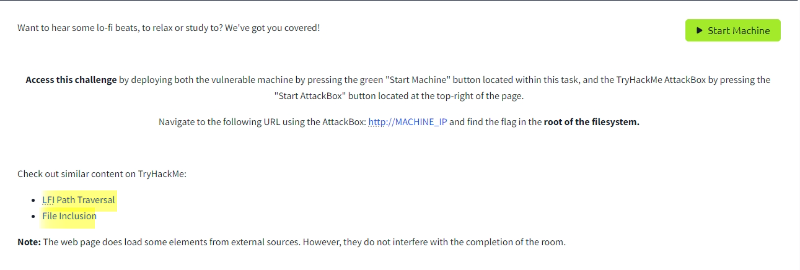 Want to hear some lo-fi beats, to relax or study to? We've got you covered!
Start Machine
Access this challenge by deploying both the vulnerable machine by pressing the green "Start Machine" button located within this task, and the TryHackMe AttackBox by pressing the
"Start AttackBox" button located at the top-right of the page.
Navigate to the following URL using the AttackBox: http://MACHINE_IP and find the flag in the root of the filesystem.
Check out similar content on TryHackMe:
• LFI Path Traversal
• File Inclusion
Note: The web page does load some elements from external sources. However, they do not interfere with the completion of the room.